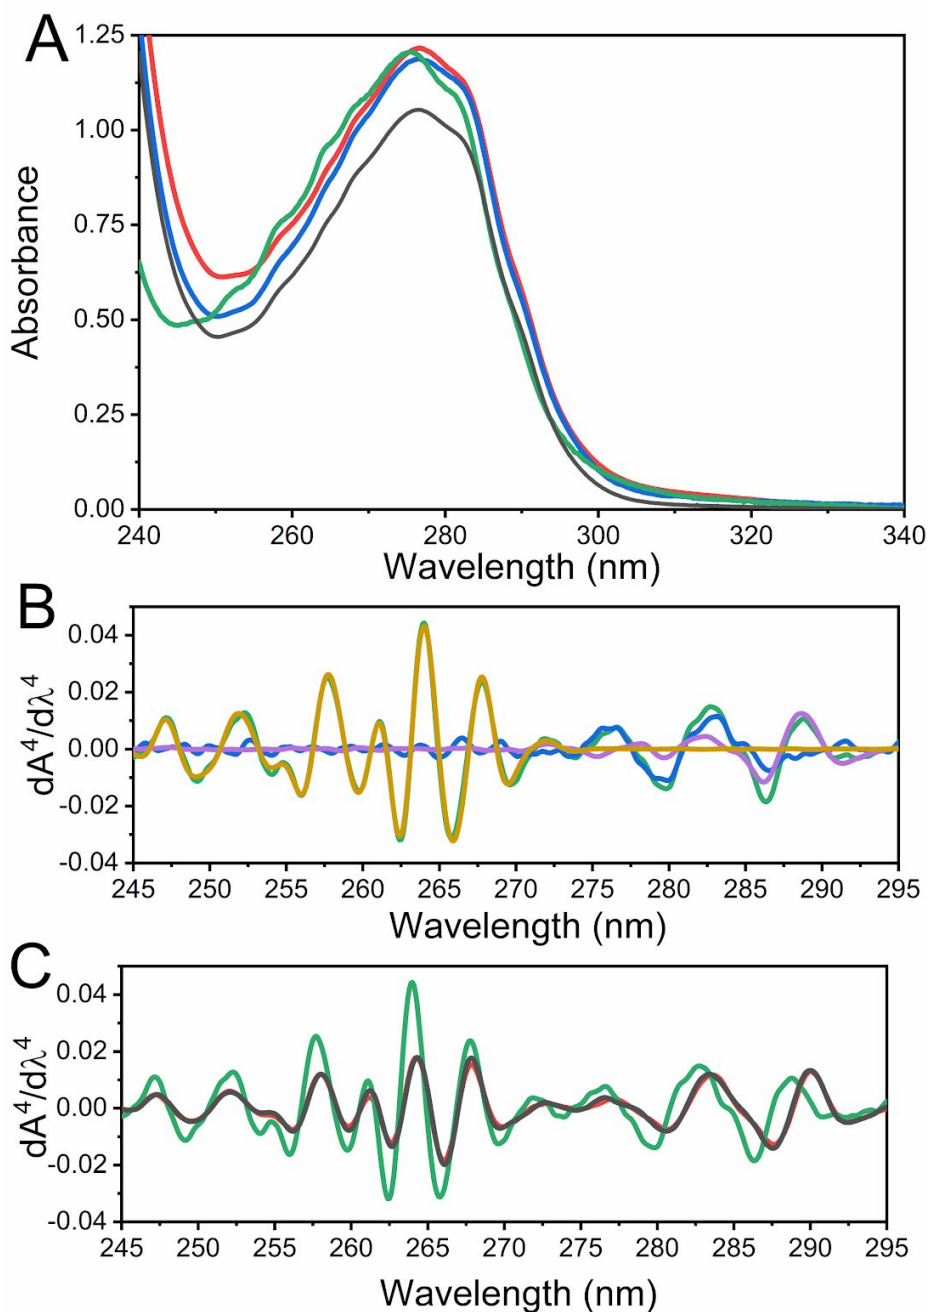 A
1.25
1.00
0.75
0.50
0.25
0.00
Absorbance
240 260 280 300 320 340
Wavelength (nm)
B
0.04
0.02
0.00
-0.02
-0.04
dA⁴/dλ⁴
245 250 255 260 265 270 275 280 285 290 295
Wavelength (nm)
C
0.04
0.02
0.00
-0.02
-0.04
dA⁴/dλ⁴
245 250 255 260 265 270 275 280 285 290 295
Wavelength (nm)